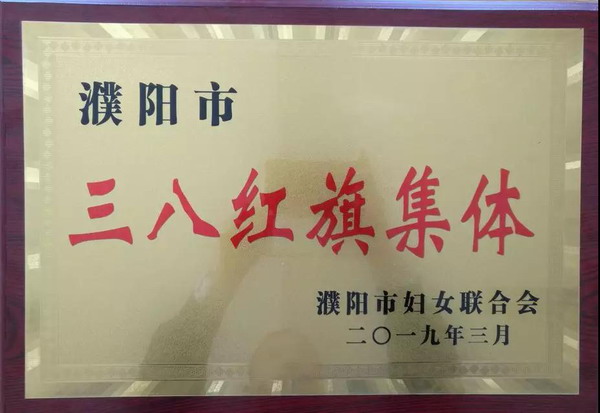 濮阳市
三八红旗集体
濮阳市妇女联合会
二〇一九年三月